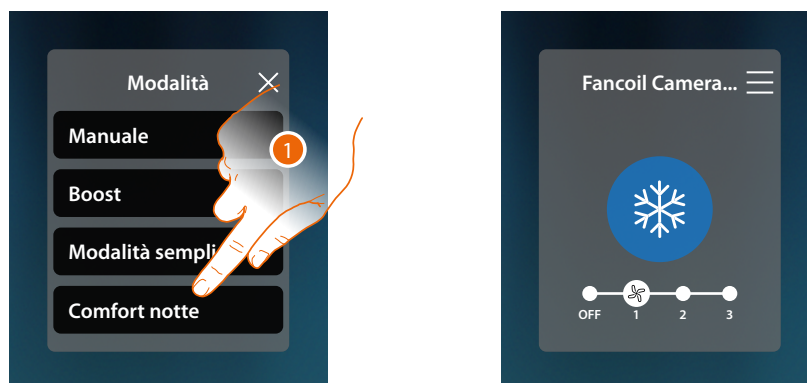 Modalità
Manuale
1
Boost
Modalità sempli
Comfort notte
Fancoil Camera...
OFF 1 2 3